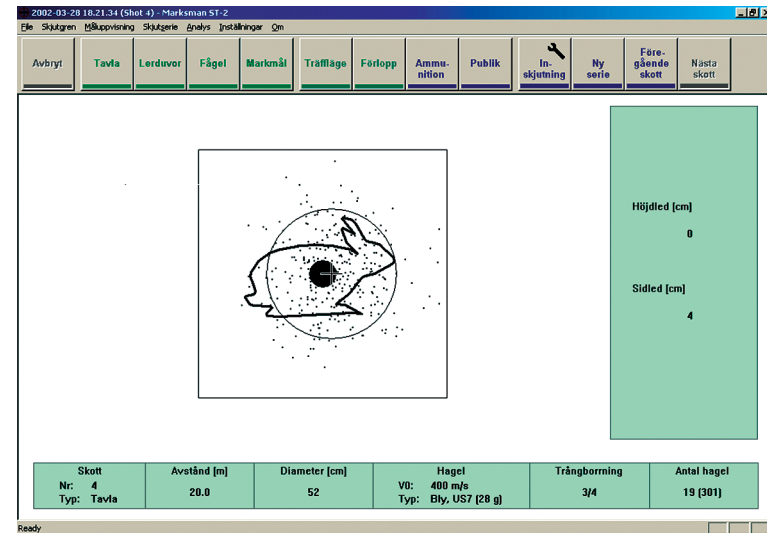 2002-03-28 18.21.34 (Shot 4) - Marksman ST-2
File Skjutgren Måluppvisning Skjutserie Analys Inställningar Om
Avbryt
Tavla
Lerduvor
Fågel
Markmål
Träffläge
Förlopp
Ammu-
nition
Publik
In-
skjutning
Ny
serie
Före-
gående
skott
Nästa
skott
Höjdled [cm]
0
Sidled [cm]
4
Skott
Nr: 4
Typ: Tavla
Avstånd [m]
20.0
Diameter [cm]
52
Hagel
V0: 400 m/s
Typ: Bly, US7 (28 g)
Trångborrning
3/4
Antal hagel
19 (301)
Ready